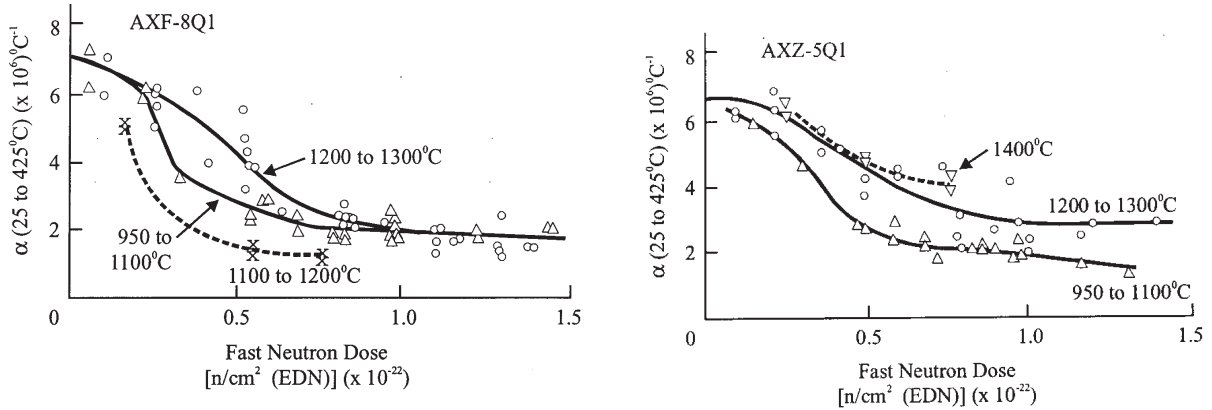 AXF-8Q1
α (25 to 425⁰C) (x 10⁶)⁰C⁻¹
8
6
4
2
0
1200 to 1300⁰C
950 to
1100⁰C
1100 to 1200⁰C
0.5
1.0
1.5
Fast Neutron Dose
[n/cm² (EDN)] (x 10⁻²²)
AXZ-5Q1
α (25 to 425⁰C) (x 10⁶)⁰C⁻¹
8
6
4
2
0
1400⁰C
1200 to 1300⁰C
950 to 1100⁰C
0.5
1.0
1.5
Fast Neutron Dose
[n/cm² (EDN)] (x 10⁻²²)